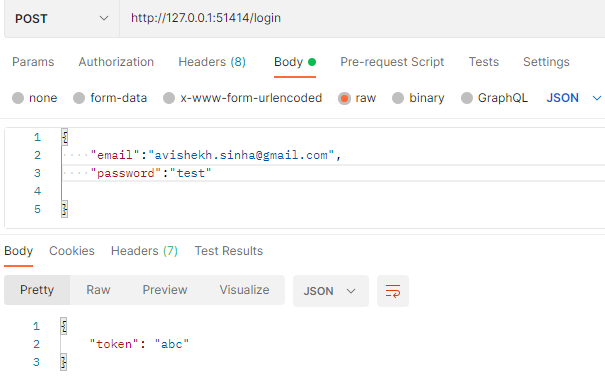 POST http://127.0.0.1:51414/login
Params Authorization Headers (8) Body Pre-request Script Tests Settings
none form-data x-www-form-urlencoded raw binary GraphQL JSON
1 {
2 "email":"avishekh.sinha@gmail.com",
3 "password":"test"
4
5 }
Body Cookies Headers (7) Test Results
Pretty Raw Preview Visualize JSON
1 {
2 "token": "abc"
3 }